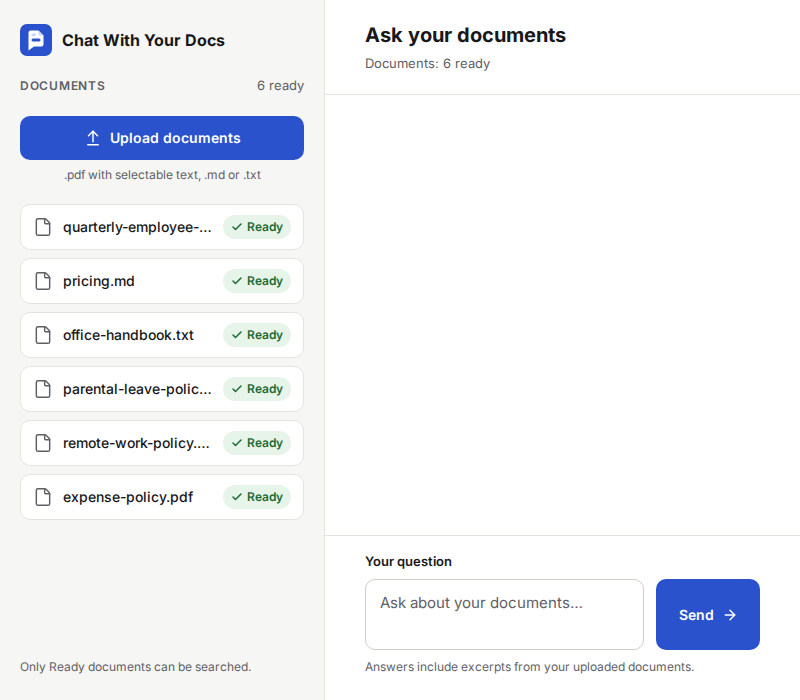 Chat With Your Docs
DOCUMENTS
6 ready
Upload documents
.pdf with selectable text, .md or .txt
quarterly-employee-...
Ready
pricing.md
Ready
office-handbook.txt
Ready
parental-leave-polic...
Ready
remote-work-policy....
Ready
expense-policy.pdf
Ready
Only Ready documents can be searched.
Ask your documents
Documents: 6 ready
Your question
Ask about your documents...
Send
Answers include excerpts from your uploaded documents.